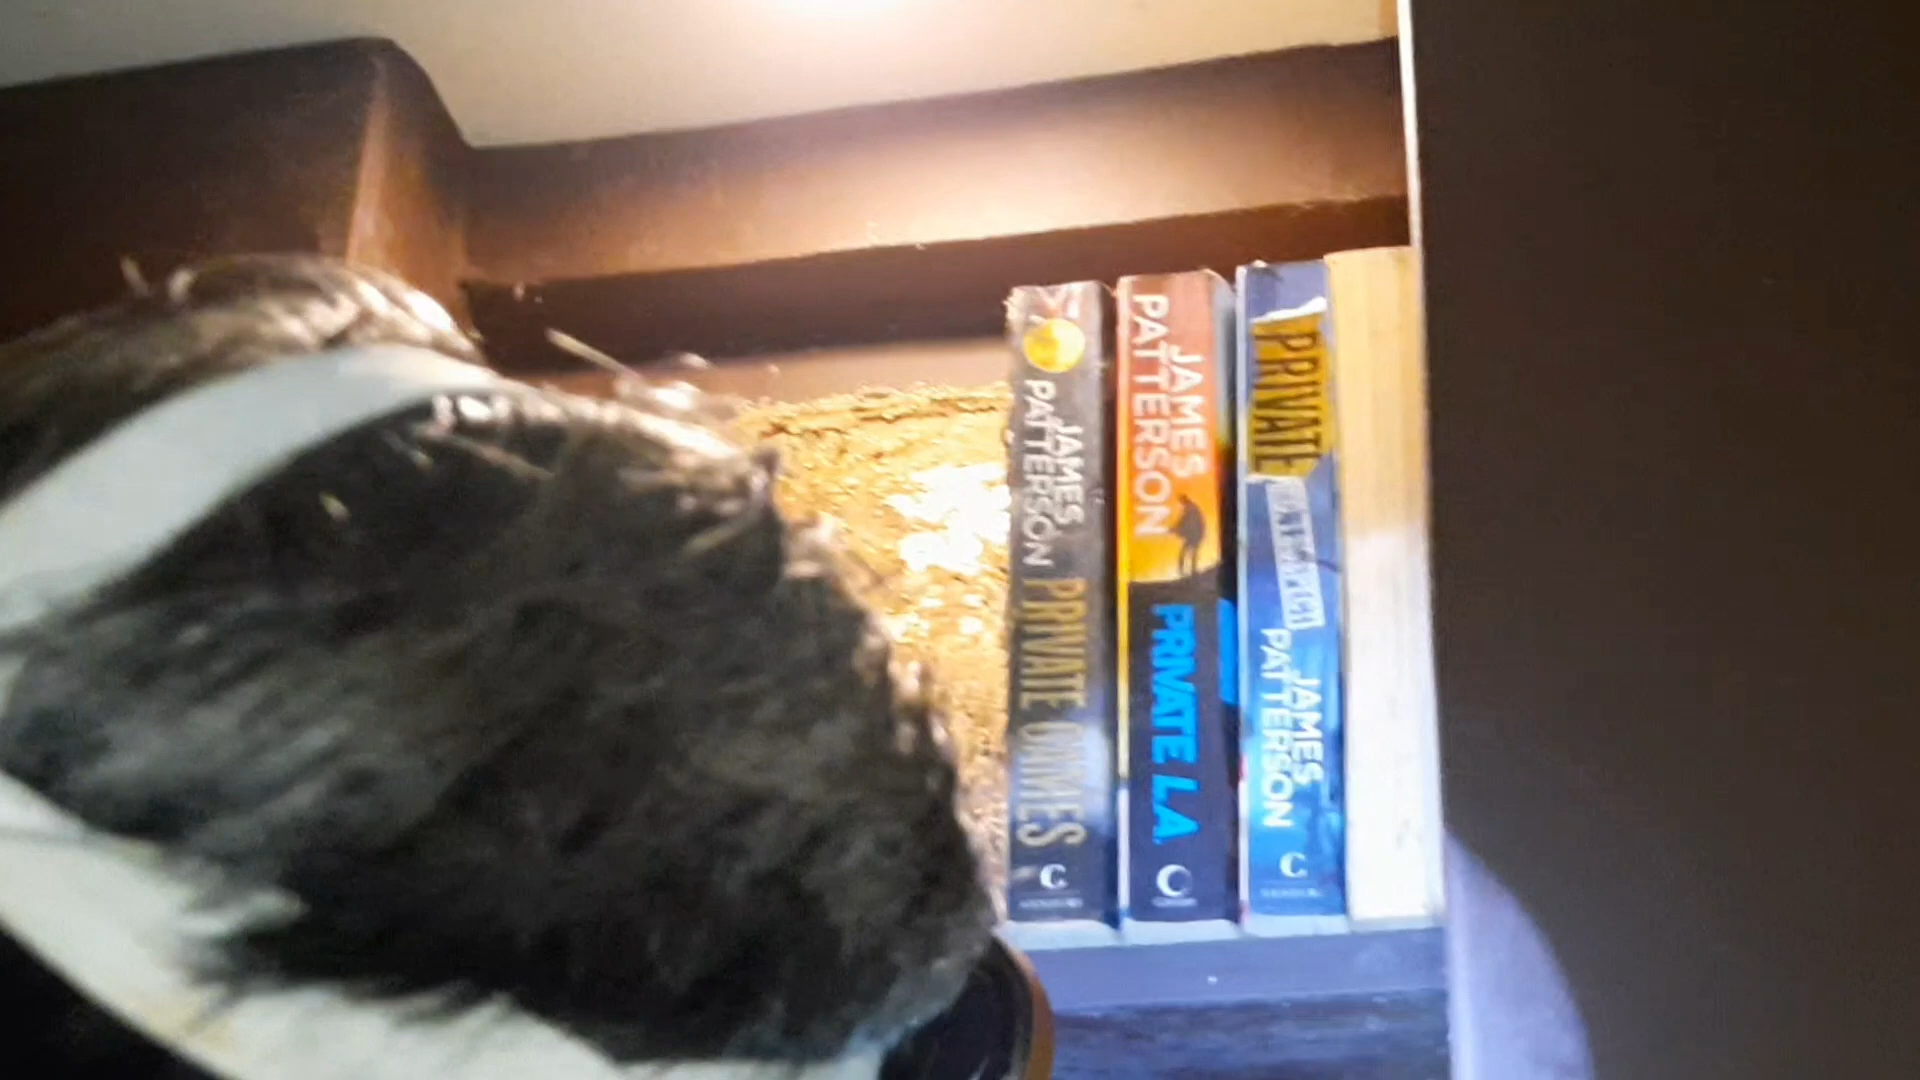 JAMES
PATTERSON
PRIVATE GAMES
JAMES
PATTERSON
PRIVATE L.A.
PRIVATE
JAMES
PATTERSON